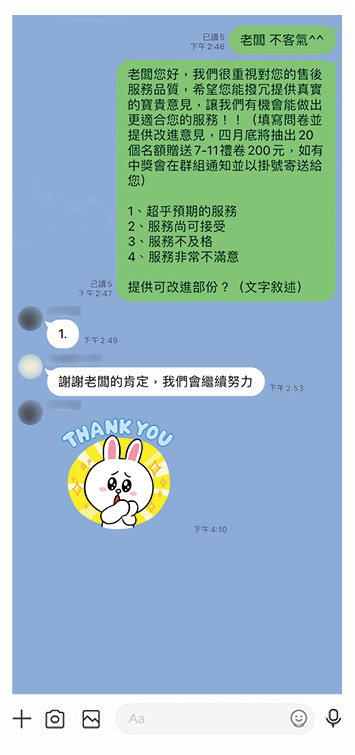 已讀 5
下午 2:46
老闆 不客氣^^
老闆您好，我們很重視對您的售後
服務品質，希望您能撥冗提供真實
的寶貴意見，讓我們有機會能做出
更適合您的服務！！（填寫問卷並
提供改進意見，四月底將抽出 20
個名額贈送 7-11禮卷 200 元，如有
中獎會在群組通知並以掛號寄送給
您）
1、超乎預期的服務
2、服務尚可接受
3、服務不及格
4、服務非常不滿意
提供可改進部份？（文字敘述）
已讀 5
下午 2:47
1.
下午 2:49
謝謝老闆的肯定，我們會繼續努力
下午 2:53
THANK YOU
下午 4:10
Aa